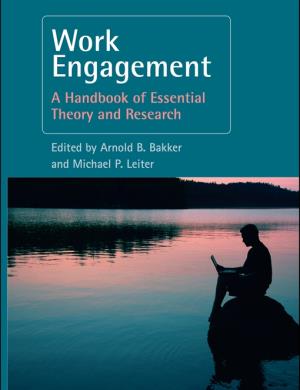 Work
Engagement
A Handbook of Essential
Theory and Research
Edited by Arnold B. Bakker
and Michael P. Leiter